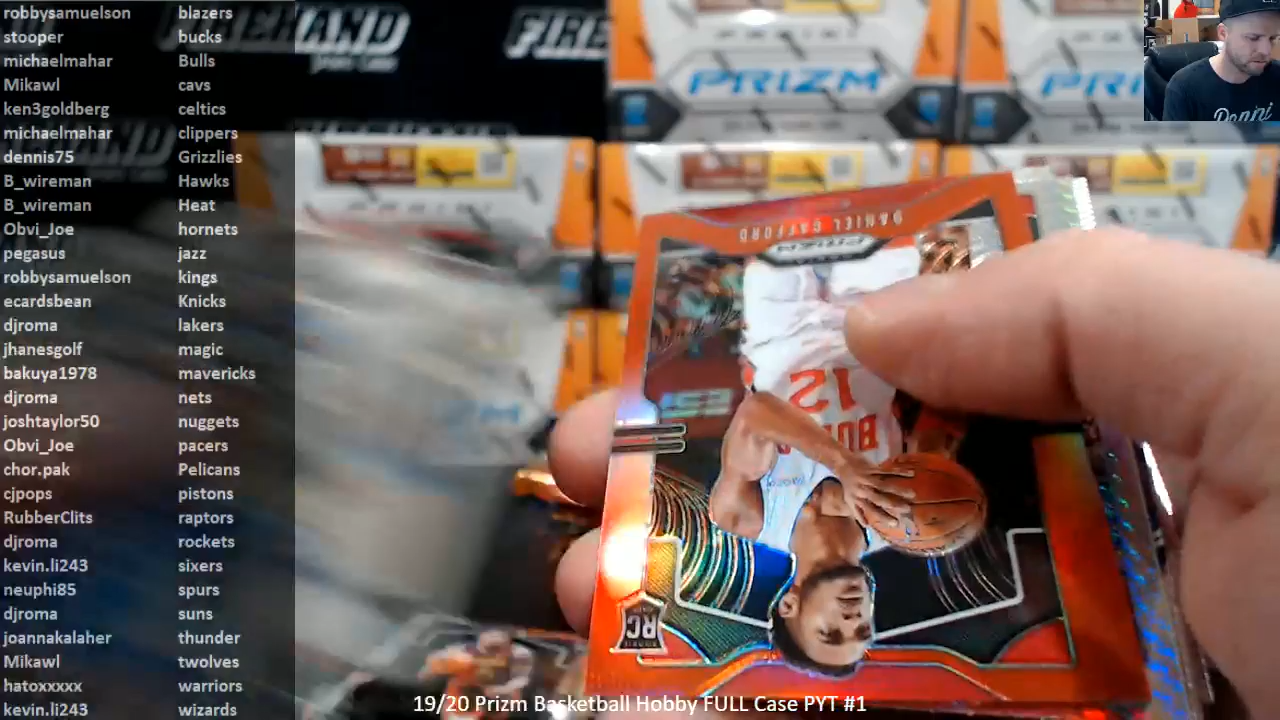 robbysamuelson blazers
stooper bucks
michaelmahar Bulls
Mikawl cavs
ken3goldberg celtics
michaelmahar clippers
dennis75 Grizzlies
B_wireman Hawks
B_wireman Heat
Obvi_Joe hornets
pegasus jazz
robbysamuelson kings
ecardsbean Knicks
djroma lakers
jhanesgolf magic
bakuya1978 mavericks
djroma nets
joshtaylor50 nuggets
Obvi_Joe pacers
chor.pak Pelicans
cjpops pistons
RubberClits raptors
djroma rockets
kevin.li243 sixers
neuphi85 spurs
djroma suns
joannakalaher thunder
Mikawl twolves
hatoxxxxx warriors
kevin.li243 wizards
PRIZM
DANIEL GAFFORD
PRIZM
12
RC
19/20 Prizm Basketball Hobby FULL Case PYT #1